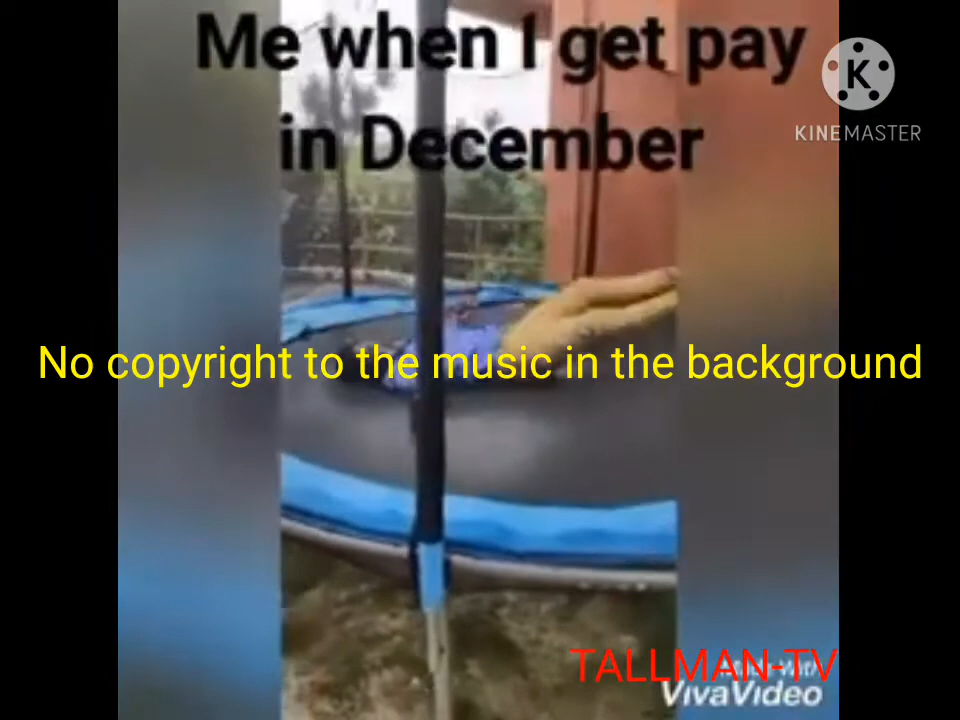 Me when I get pay
in December
K
KINEMASTER
No copyright to the music in the background
TALLMAN-TV
VivaVideo